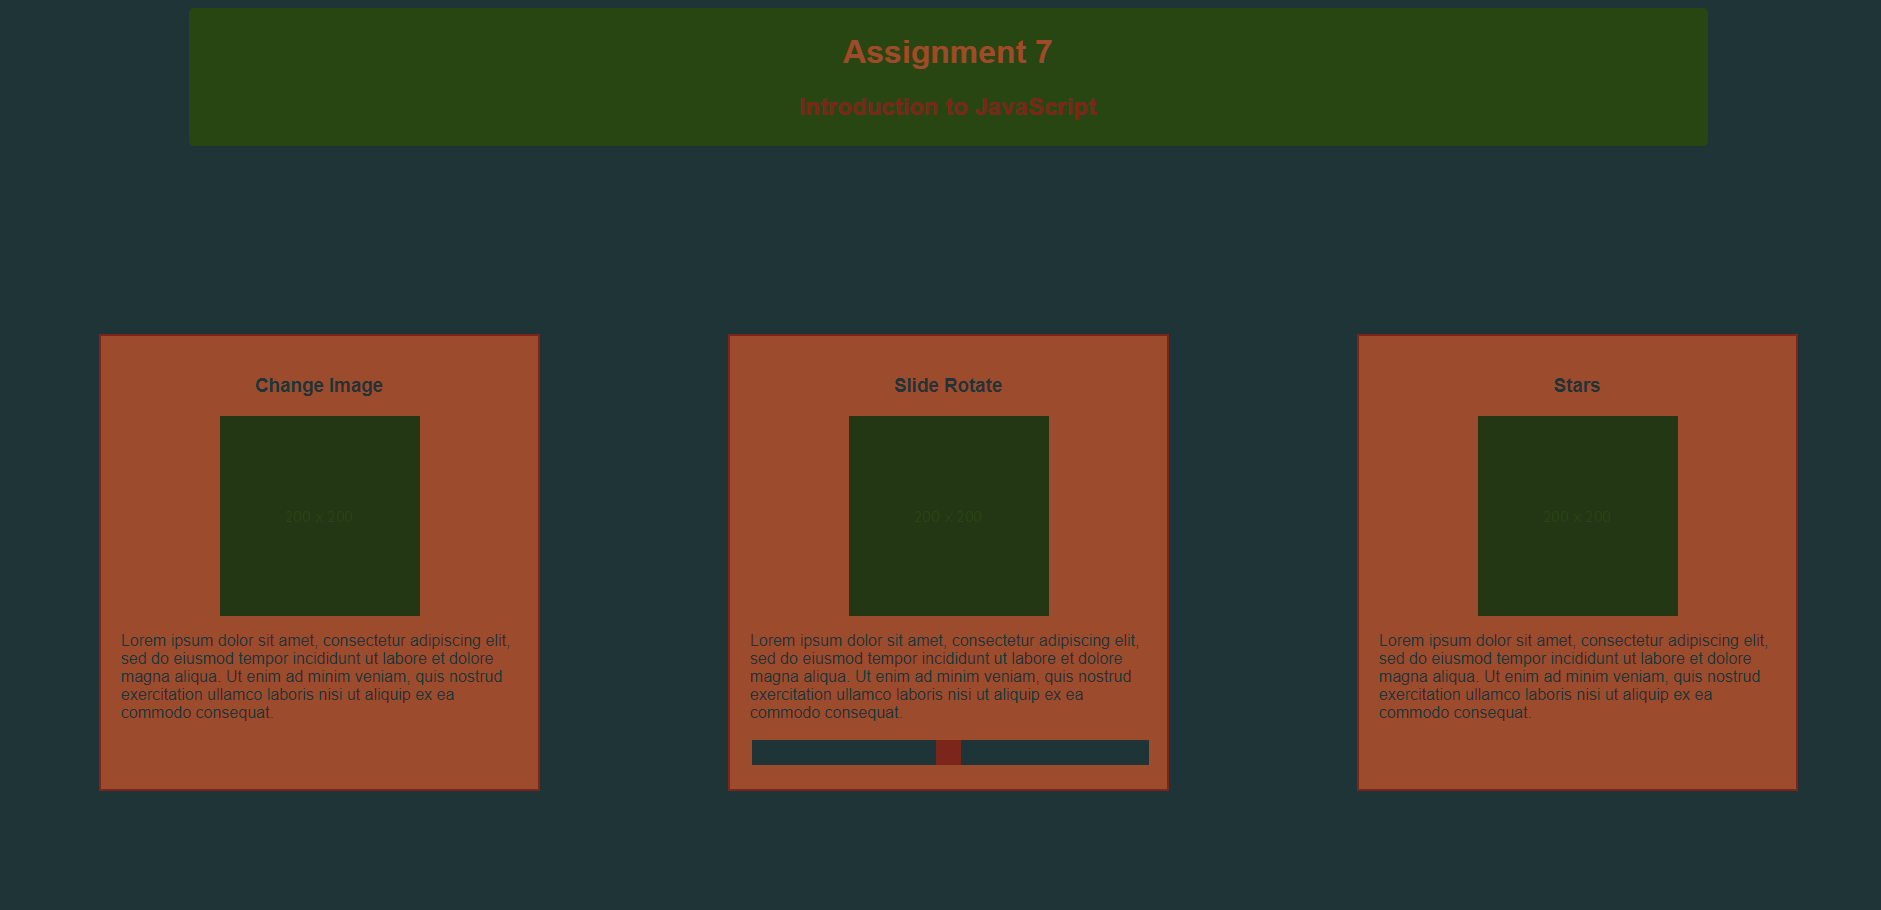 Assignment 7
Introduction to JavaScript
Change Image
200 x 200
Lorem ipsum dolor sit amet, consectetur adipiscing elit,
sed do eiusmod tempor incididunt ut labore et dolore
magna aliqua. Ut enim ad minim veniam, quis nostrud
exercitation ullamco laboris nisi ut aliquip ex ea
commodo consequat.
Slide Rotate
200 x 200
Lorem ipsum dolor sit amet, consectetur adipiscing elit,
sed do eiusmod tempor incididunt ut labore et dolore
magna aliqua. Ut enim ad minim veniam, quis nostrud
exercitation ullamco laboris nisi ut aliquip ex ea
commodo consequat.
Stars
200 x 200
Lorem ipsum dolor sit amet, consectetur adipiscing elit,
sed do eiusmod tempor incididunt ut labore et dolore
magna aliqua. Ut enim ad minim veniam, quis nostrud
exercitation ullamco laboris nisi ut aliquip ex ea
commodo consequat.